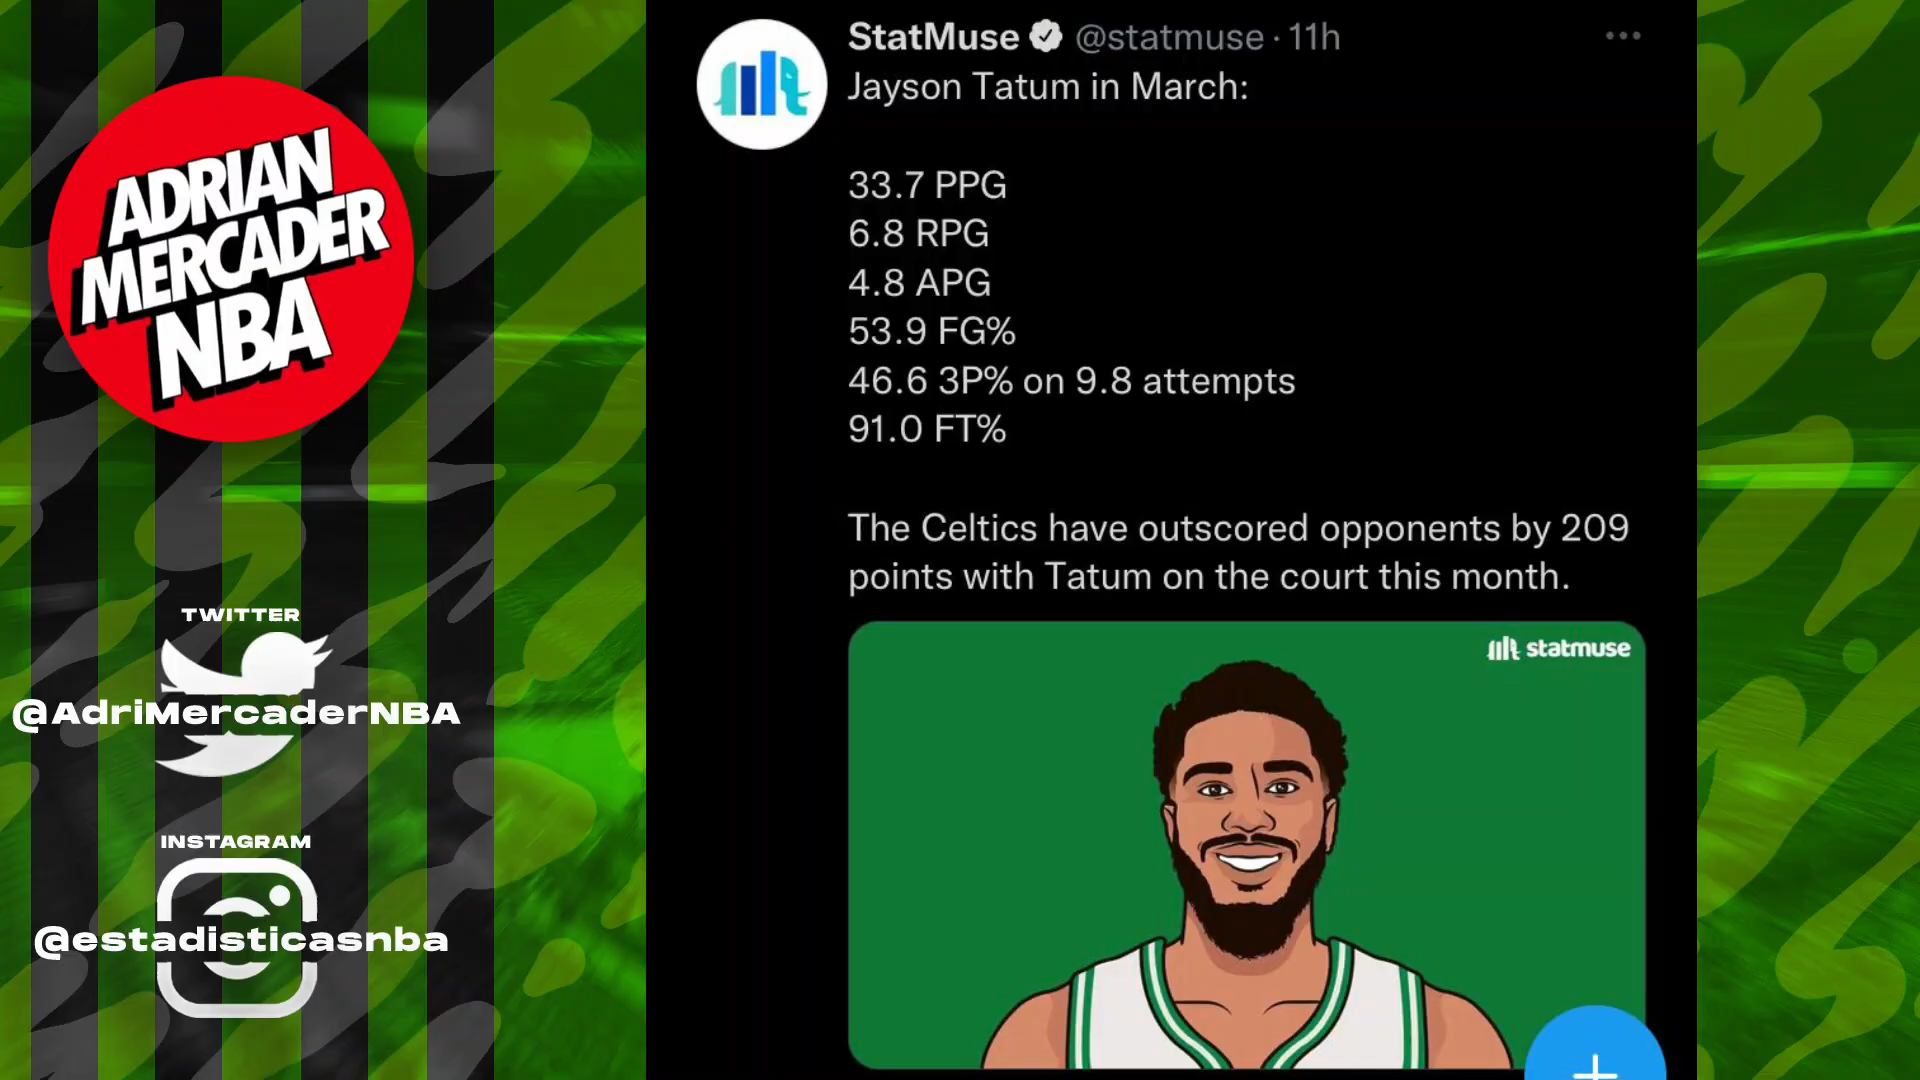 ADRIAN
MERCADER
NBA
TWITTER
@AdriMercaderNBA
INSTAGRAM
@estadisticasnba
StatMuse @statmuse · 11h
Jayson Tatum in March:
33.7 PPG
6.8 RPG
4.8 APG
53.9 FG%
46.6 3P% on 9.8 attempts
91.0 FT%
The Celtics have outscored opponents by 209
points with Tatum on the court this month.
statmuse